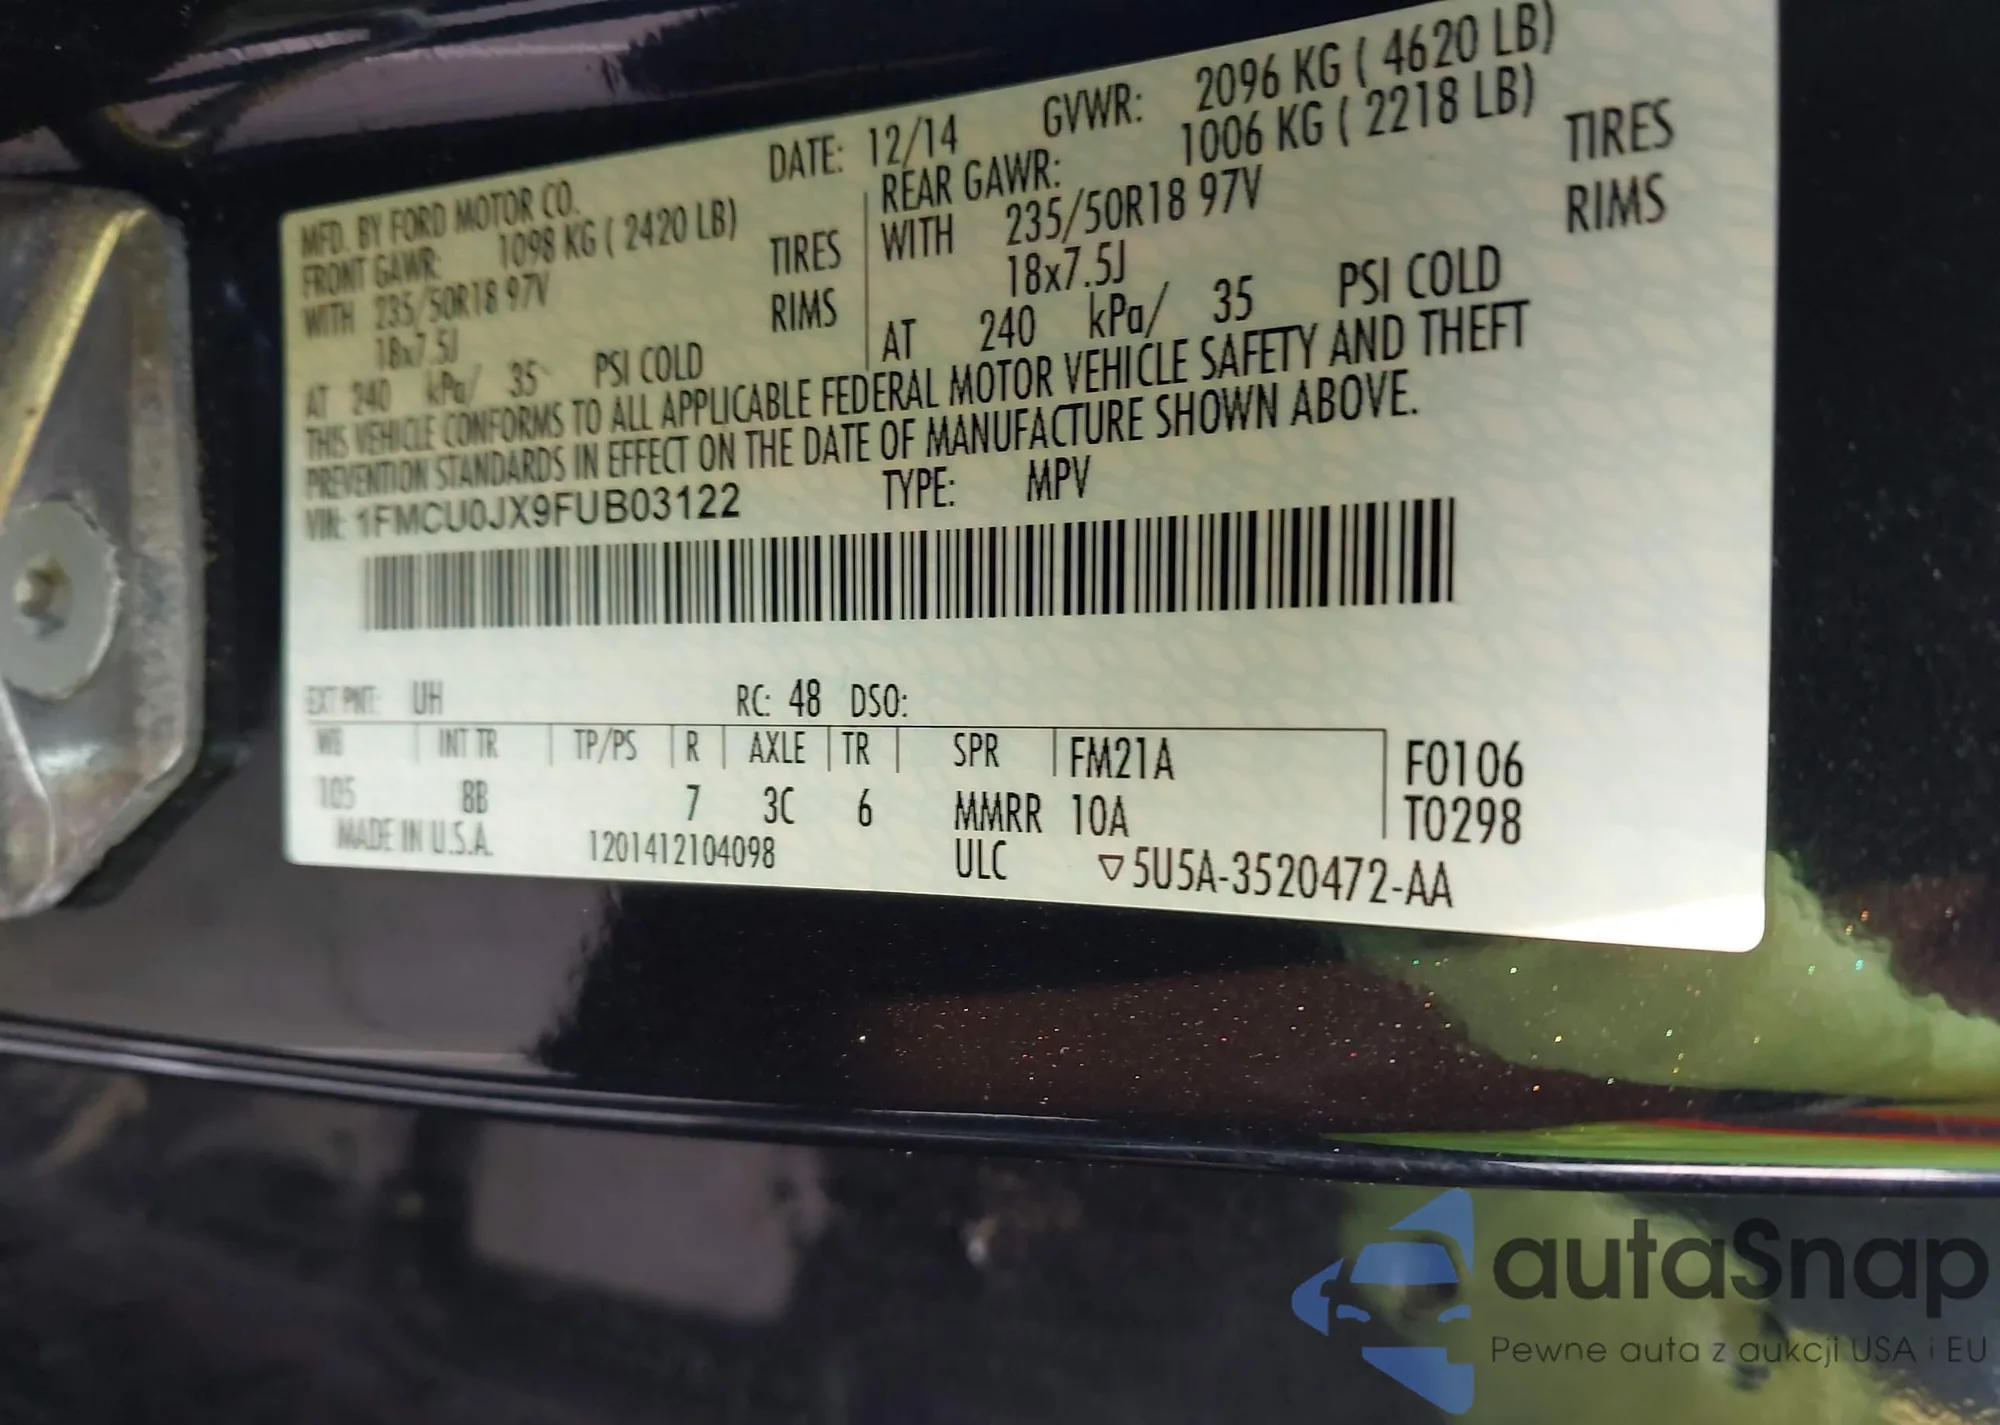 MFD. BY FORD MOTOR CO. DATE: 12/14 GVWR: 2096 KG ( 4620 LB)
FRONT GAWR: 1098 KG ( 2420 LB) REAR GAWR: 1006 KG ( 2218 LB)
WITH 235/50R18 97V TIRES WITH 235/50R18 97V TIRES
18x7.5J RIMS 18x7.5J RIMS
AT 240 kPa/ 35 PSI COLD AT 240 kPa/ 35 PSI COLD
THIS VEHICLE CONFORMS TO ALL APPLICABLE FEDERAL MOTOR VEHICLE SAFETY AND THEFT
PREVENTION STANDARDS IN EFFECT ON THE DATE OF MANUFACTURE SHOWN ABOVE.
VIN: 1FMCU0JX9FUB03122 TYPE: MPV
EXT PNT: UH RC: 48 DSO:
WB INT TR TP/PS R AXLE TR SPR FM21A F0106
105 8B 7 3C 6 MMRR 10A T0298
MADE IN U.S.A. 1201412104098 ULC ▽5U5A-3520472-AA
autaSnap
Pewne auta z aukcji USA i EU